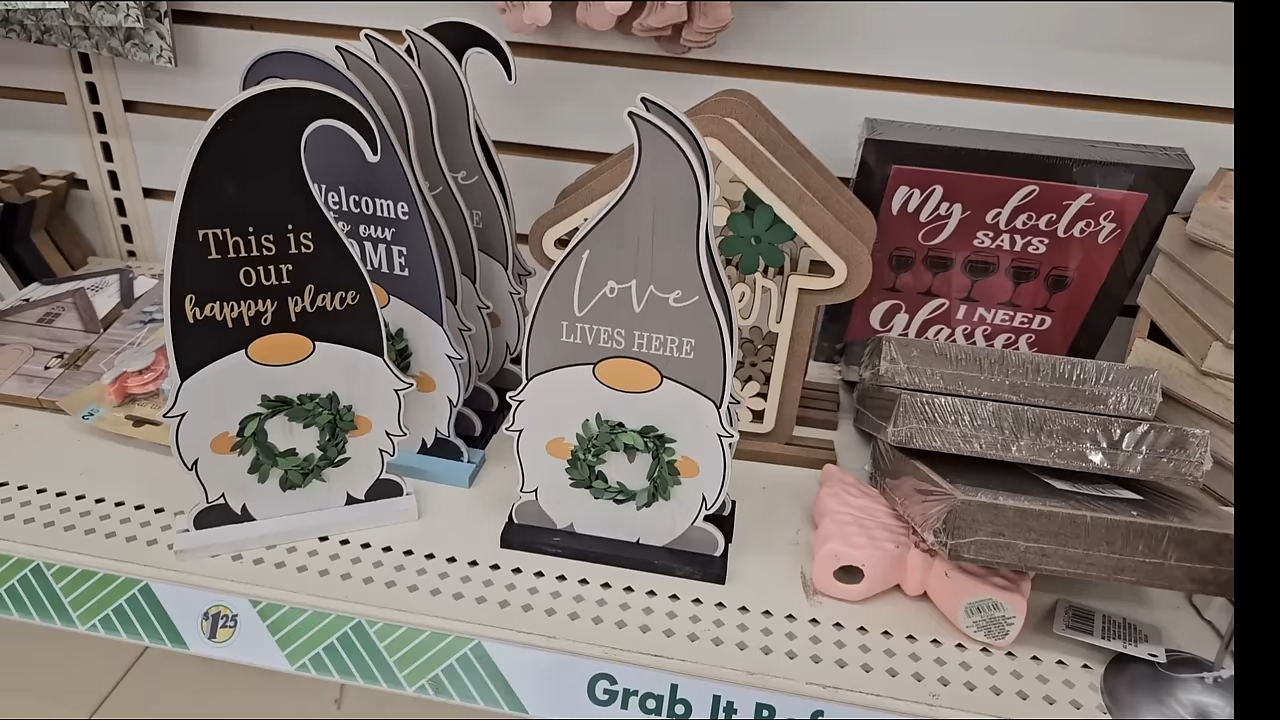 This is
our
happy place
Welcome
to our
HOME
Love
LIVES HERE
My doctor
SAYS
I NEED
Glasses
$1.25
Grab It